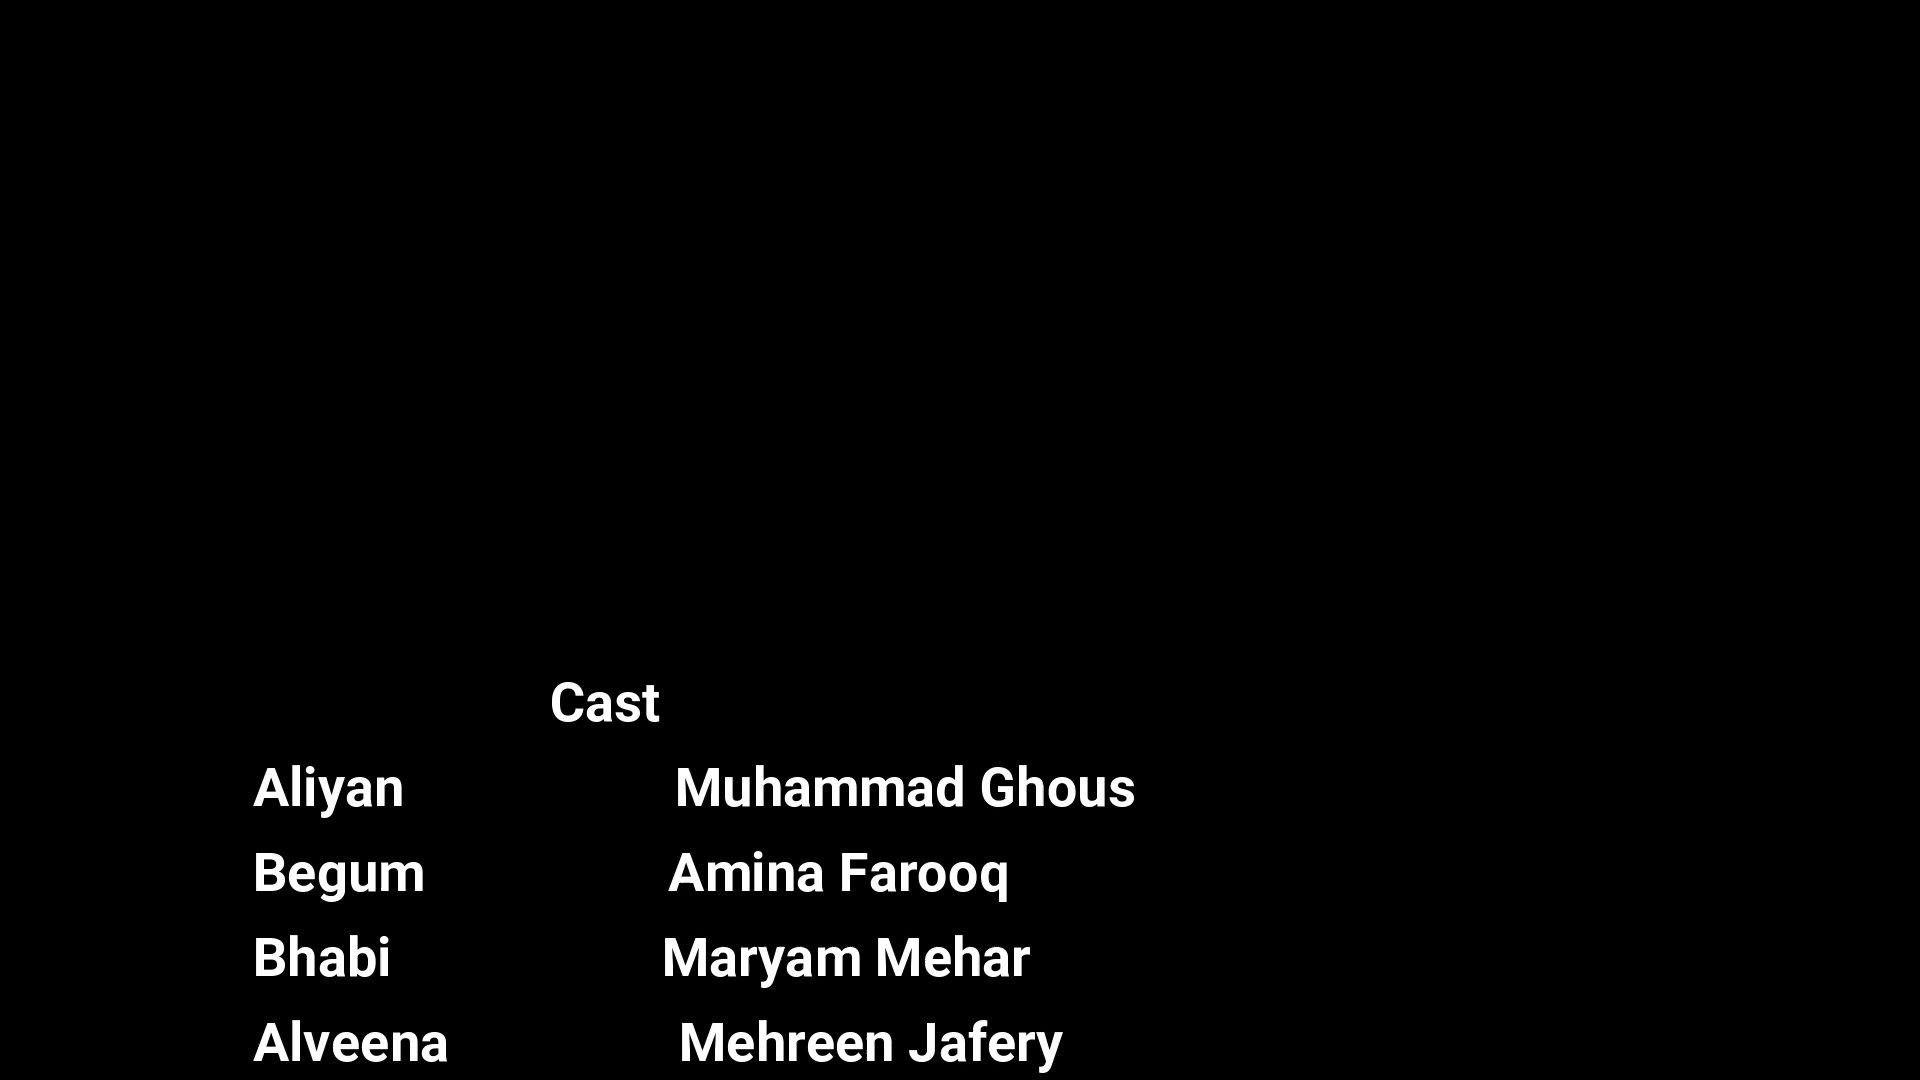 Cast
Aliyan Muhammad Ghous
Begum Amina Farooq
Bhabi Maryam Mehar
Alveena Mehreen Jafery